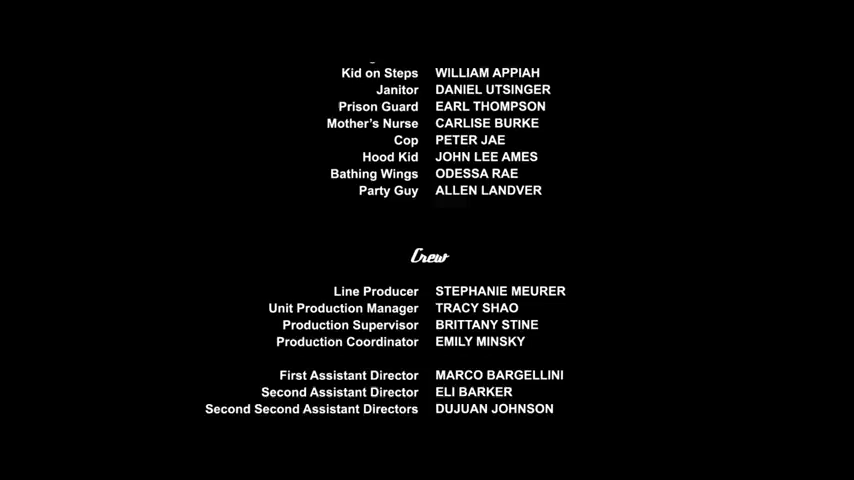 Kid on Steps WILLIAM APPIAH
Janitor DANIEL UTSINGER
Prison Guard EARL THOMPSON
Mother's Nurse CARLISE BURKE
Cop PETER JAE
Hood Kid JOHN LEE AMES
Bathing Wings ODESSA RAE
Party Guy ALLEN LANDVER
Crew
Line Producer STEPHANIE MEURER
Unit Production Manager TRACY SHAO
Production Supervisor BRITTANY STINE
Production Coordinator EMILY MINSKY
First Assistant Director MARCO BARGELLINI
Second Assistant Director ELI BARKER
Second Second Assistant Directors DUJUAN JOHNSON